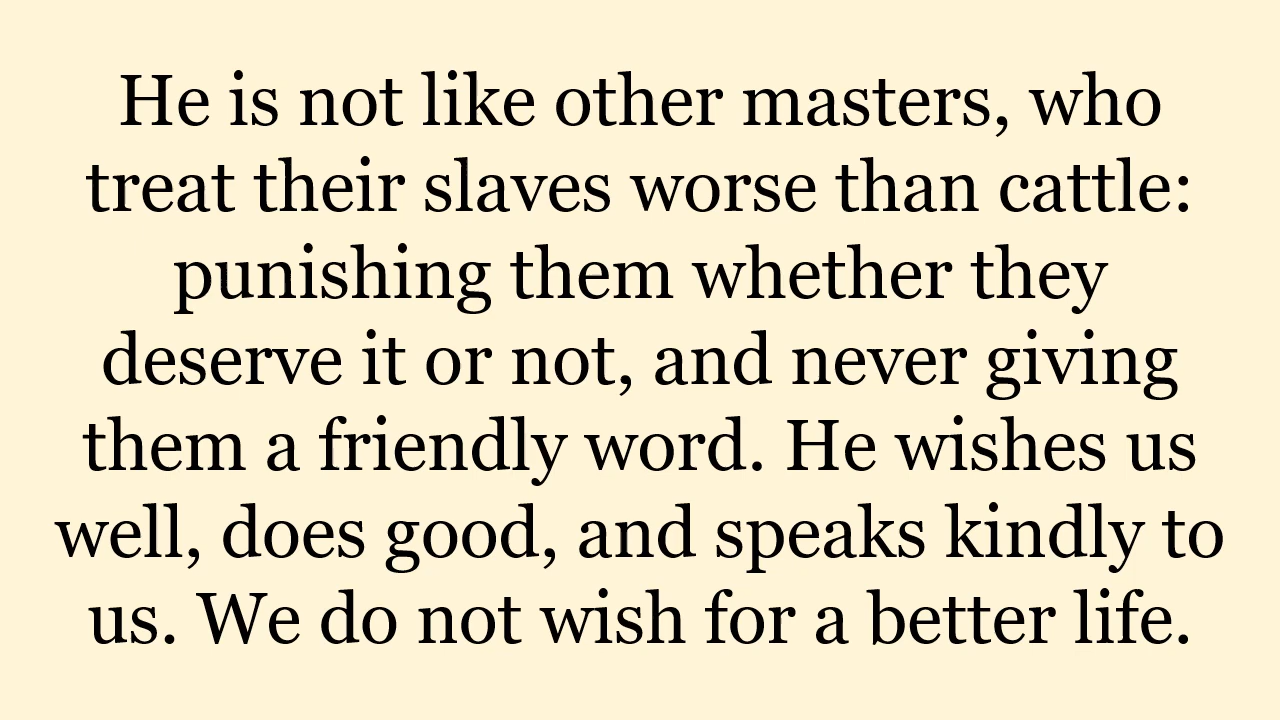 He is not like other masters, who
treat their slaves worse than cattle:
punishing them whether they
deserve it or not, and never giving
them a friendly word. He wishes us
well, does good, and speaks kindly to
us. We do not wish for a better life.